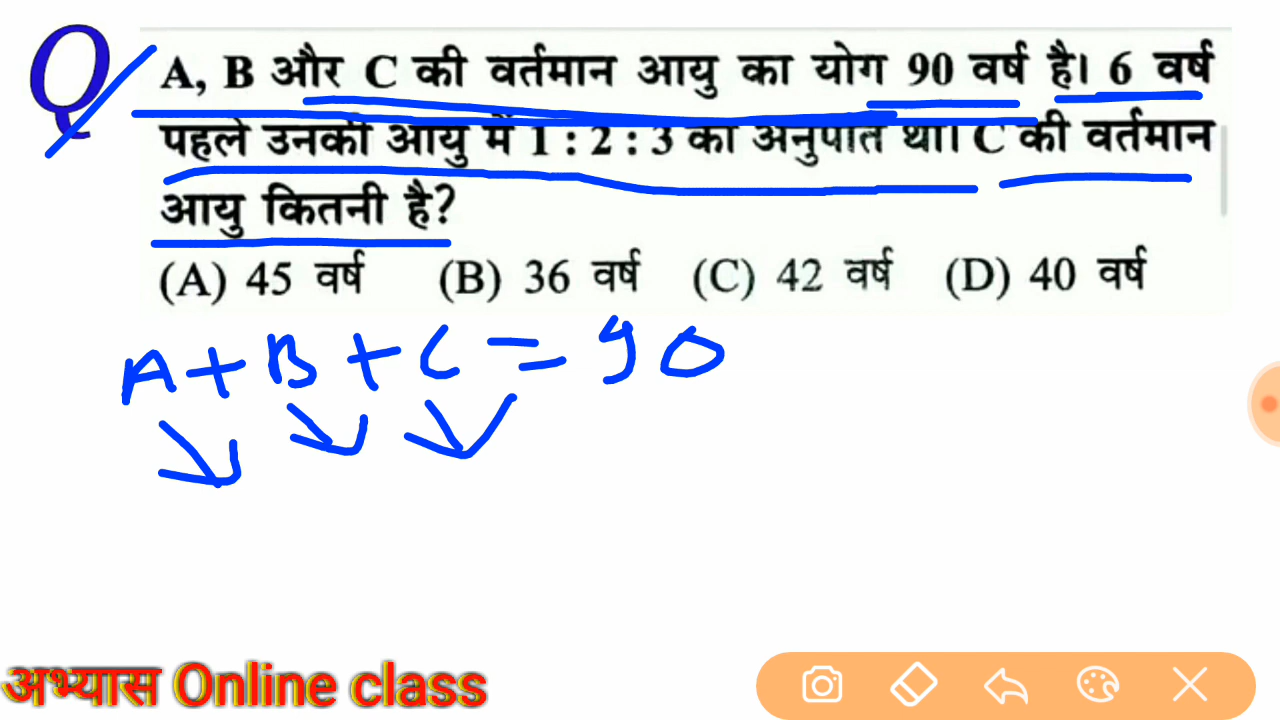 Q
A, B और C की वर्तमान आयु का योग 90 वर्ष है। 6 वर्ष
पहले उनकी आयु में 1 : 2 : 3 का अनुपात था। C की वर्तमान
आयु कितनी है?
(A) 45 वर्ष (B) 36 वर्ष (C) 42 वर्ष (D) 40 वर्ष
A+B+C=90
अभ्यास Online class